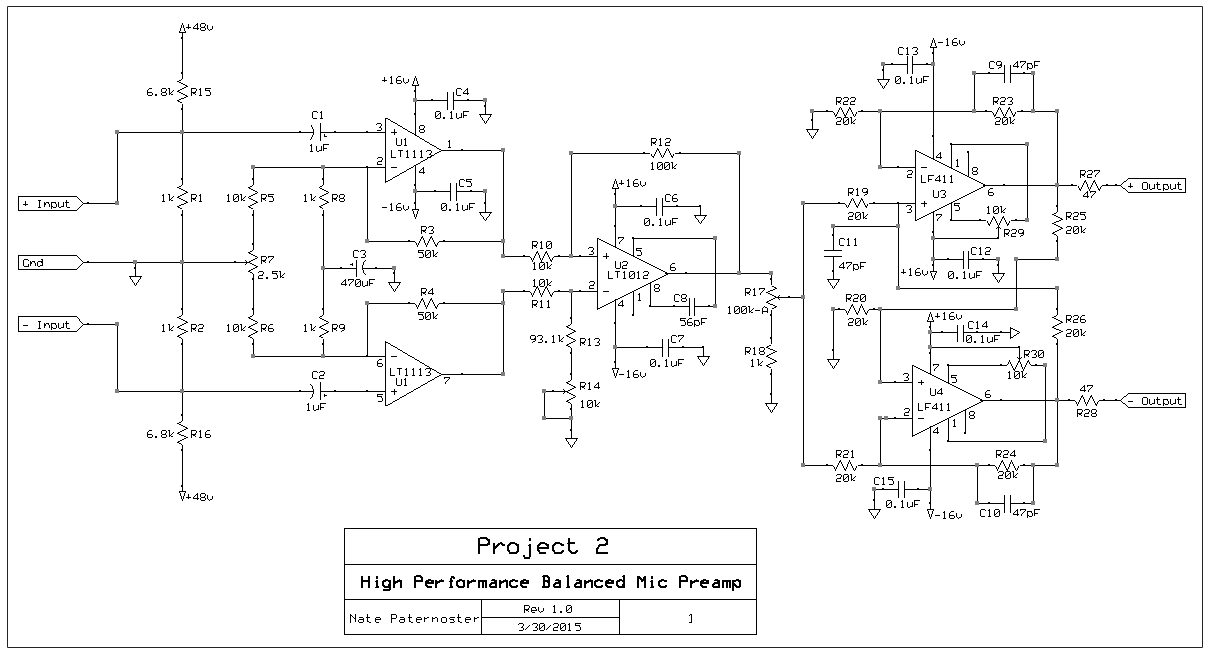 +48v
6.8k R15
+ Input
1k R1
Gnd
- Input
1k R2
6.8k R16
+48v
C1
1uF
C2
1uF
10k R5
1k R8
R7
2.5k
10k R6
1k R9
C3
470uF
+16v
C4
0.1uF
3
+
8
U1
LT1113
1
2
-
4
C5
0.1uF
-16v
R3
50k
R4
50k
-
6
LT1113
U1
7
+
5
R12
100k
+16v
C6
0.1uF
R10
10k
10k
R11
3
+
7
5
U2
LT1012
6
2
-
8
4
1
C8
56pF
93.1k R13
C7
0.1uF
-16v
R14
10k
R17
100k-A
R18
1k
-16v
C13
0.1uF
C9
47pF
R22
20k
R23
20k
4
1
8
-
2
LF411
U3
6
R27
47
+ Output
R19
20k
3
+
5
7
10k
R29
R25
20k
C11
47pF
C12
0.1uF
+16v
R20
20k
+16v
C14
0.1uF
R26
20k
R30
10k
7
5
3
+
U4
LF411
6
47
R28
- Output
2
-
4
1
8
R21
20k
R24
20k
C15
0.1uF
-16v
C10
47pF
Project 2
High Performance Balanced Mic Preamp
Nate Paternoster
Rev 1.0
3/30/2015
1